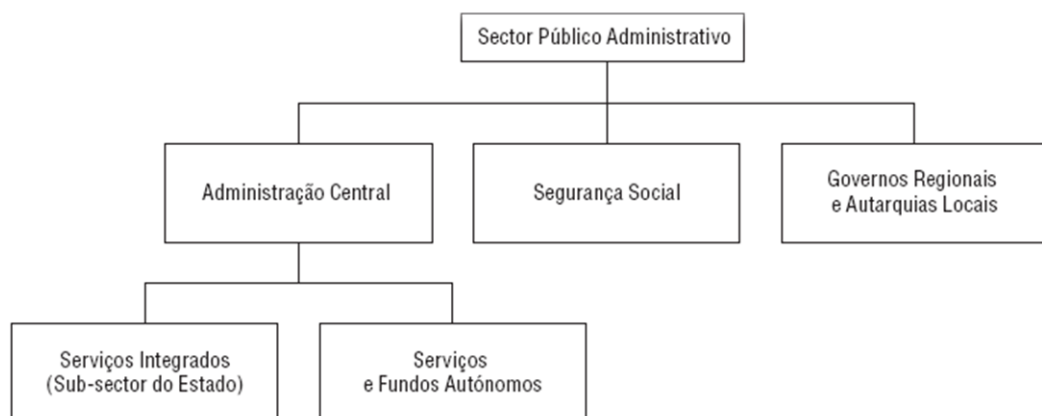 Sector Público Administrativo
Administração Central
Segurança Social
Governos Regionais
e Autarquias Locais
Serviços Integrados
(Sub-sector do Estado)
Serviços
e Fundos Autónomos